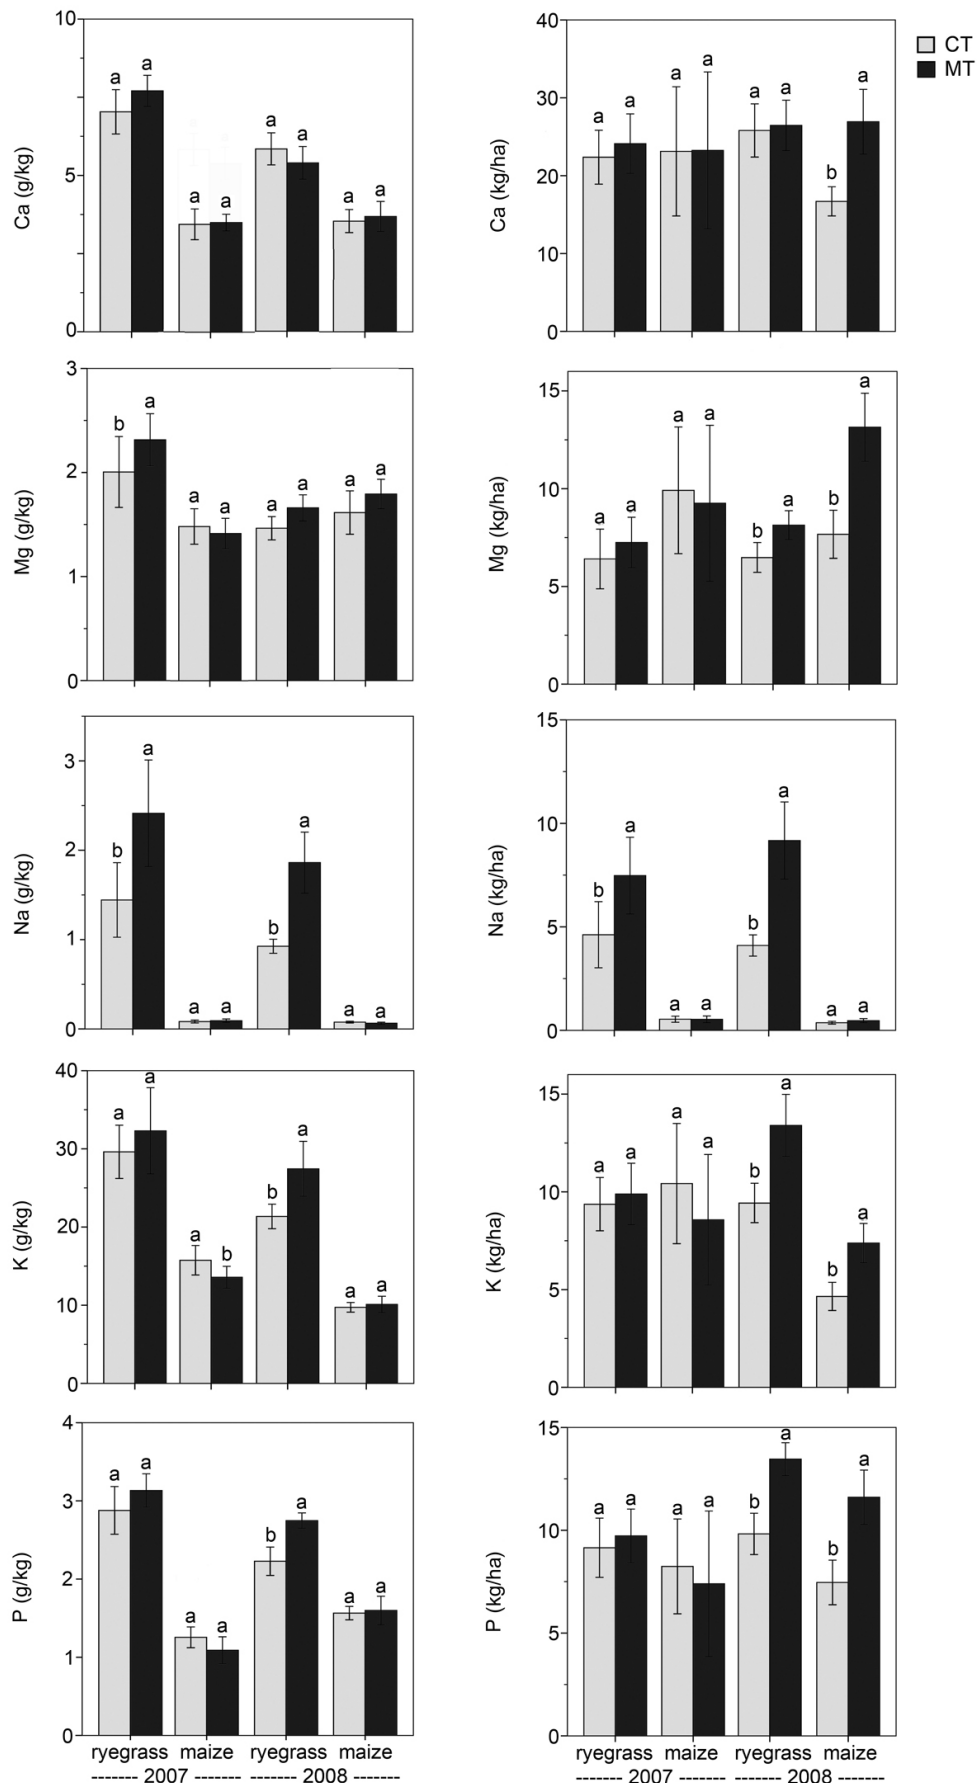 CT
MT
10
5
0
Ca (g/kg)
a a a a a a a a
40
30
20
10
0
Ca (kg/ha)
a a a a a a b a
3
2
1
0
Mg (g/kg)
b a a a a a a a
15
10
5
0
Mg (kg/ha)
a a a a b a b a
3
2
1
0
Na (g/kg)
b a a a b a a a
15
10
5
0
Na (kg/ha)
b a a a b a a a
40
30
20
10
0
K (g/kg)
a a a b b a a a
15
10
5
0
K (kg/ha)
a a a a b a b a
4
3
2
1
0
P (g/kg)
a a a a b a a a
15
10
5
0
P (kg/ha)
a a a a b a b a
ryegrass maize ryegrass maize
------- 2007 ------- ------- 2008 -------
ryegrass maize ryegrass maize
------- 2007 ------- ------- 2008 -------